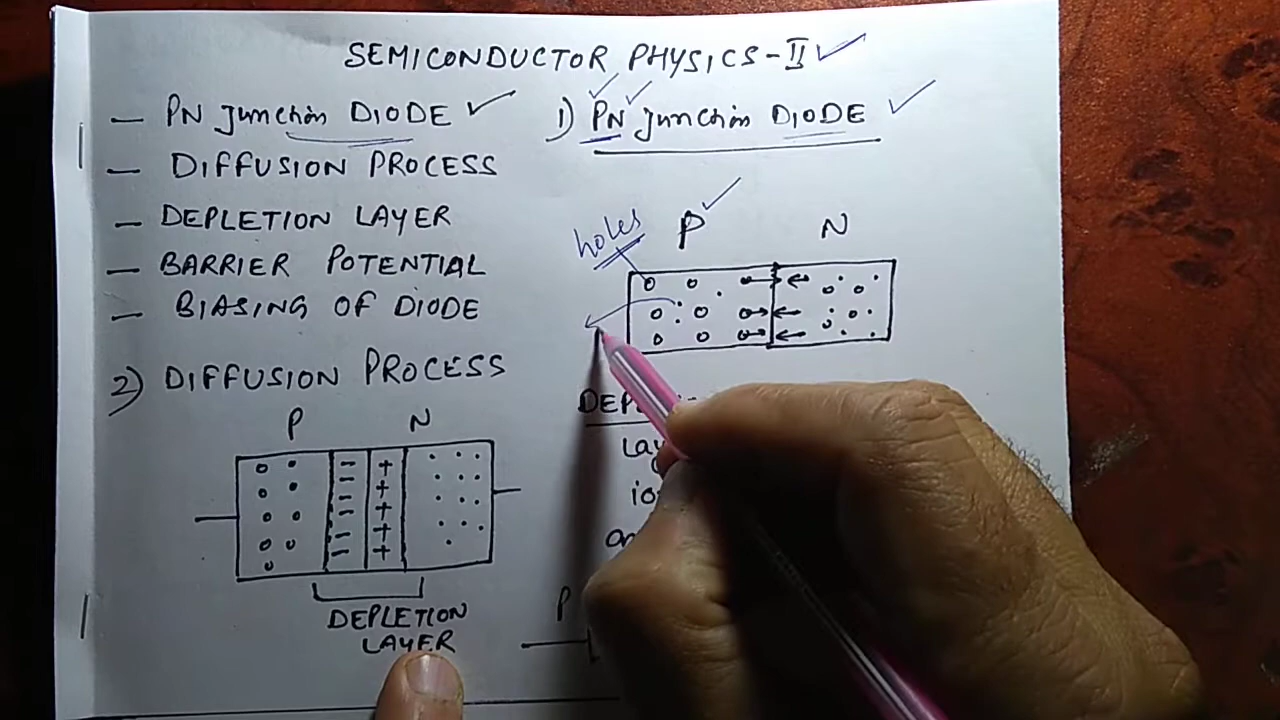 SEMICONDUCTOR PHYSICS-II
— PN Junction DIODE
— DIFFUSION PROCESS
— DEPLETION LAYER
— BARRIER POTENTIAL
— BIASING OF DIODE
2) DIFFUSION PROCESS
P N
DEPLETION
LAYER
1) PN Junction DIODE
holes
P N
P